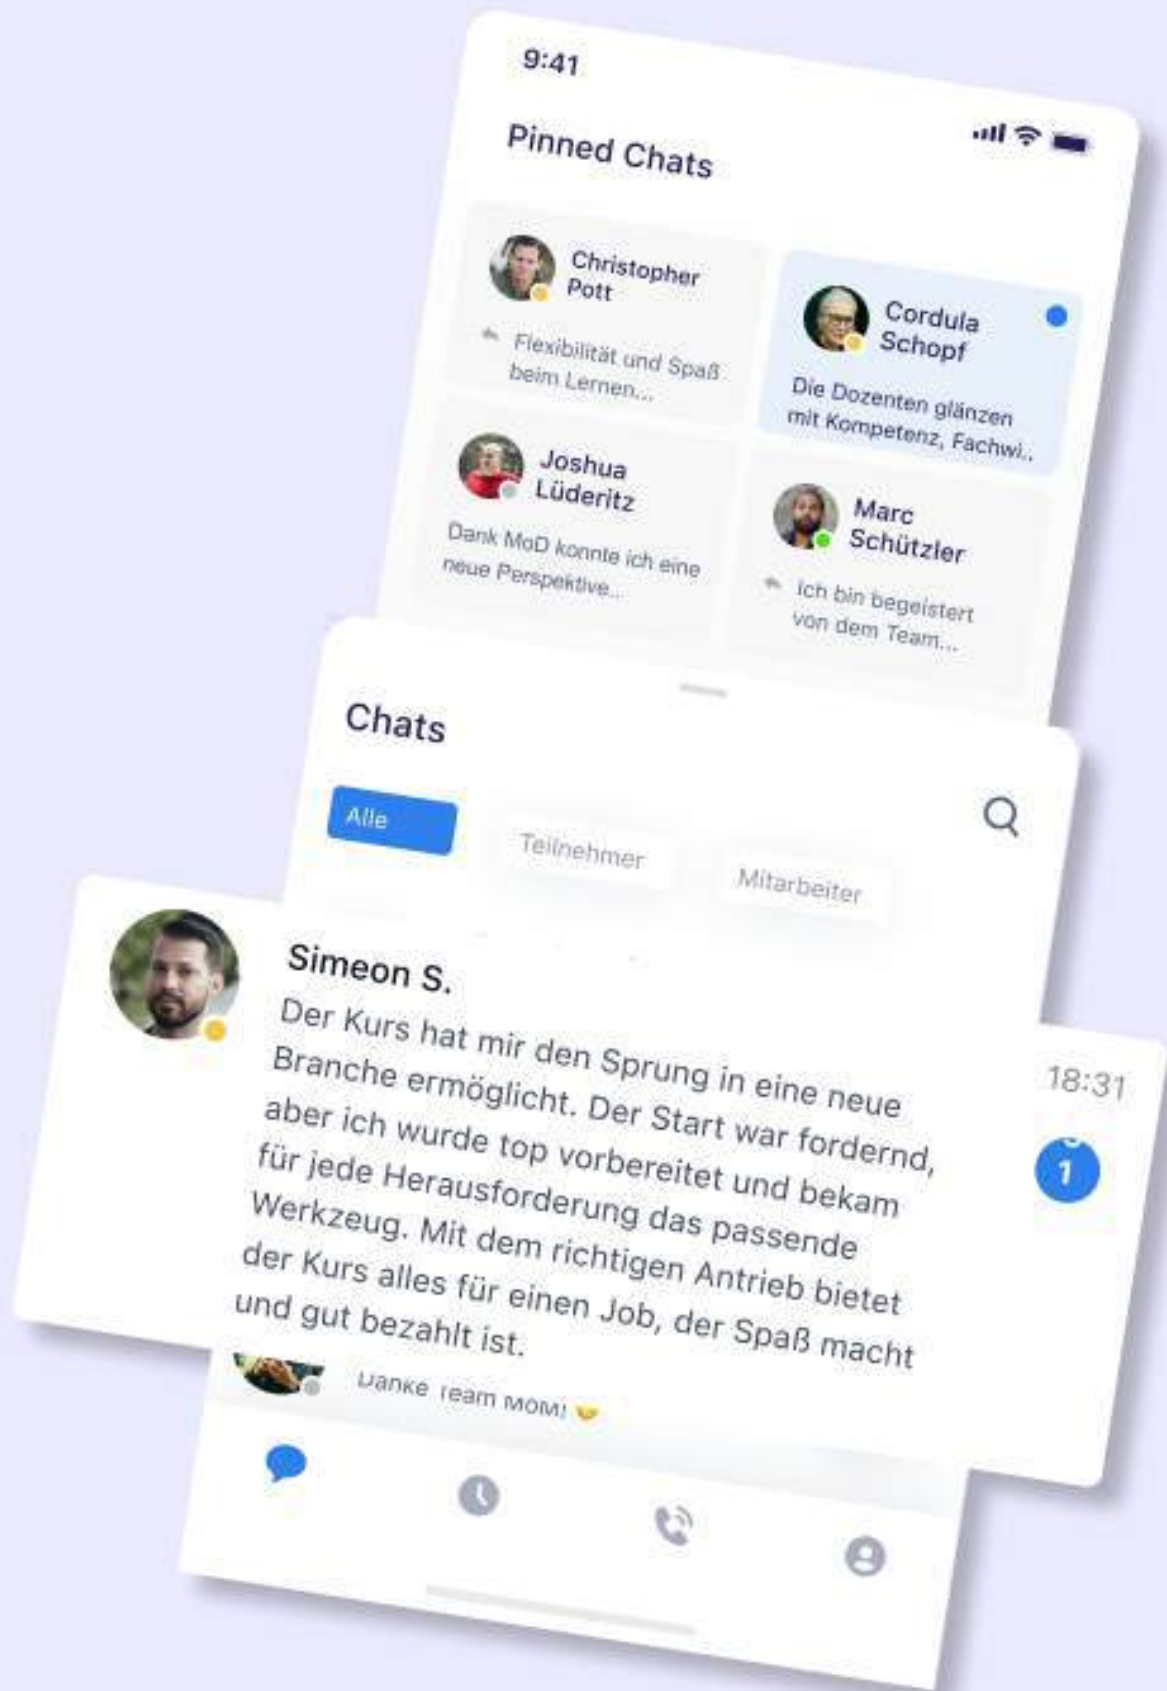 9:41
Pinned Chats
Christopher
Pott
Flexibilität und Spaß
beim Lernen...
Cordula
Schopf
Die Dozenten glänzen
mit Kompetenz, Fachwi..
Joshua
Lüderitz
Dank MoD konnte ich eine
neue Perspektive...
Marc
Schützler
Ich bin begeistert
von dem Team...
Chats
Alle
Teilnehmer
Mitarbeiter
Simeon S.
18:31
1
Der Kurs hat mir den Sprung in eine neue
Branche ermöglicht. Der Start war fordernd,
aber ich wurde top vorbereitet und bekam
für jede Herausforderung das passende
Werkzeug. Mit dem richtigen Antrieb bietet
der Kurs alles für einen Job, der Spaß macht
und gut bezahlt ist.
Danke Team MOM! 🤝